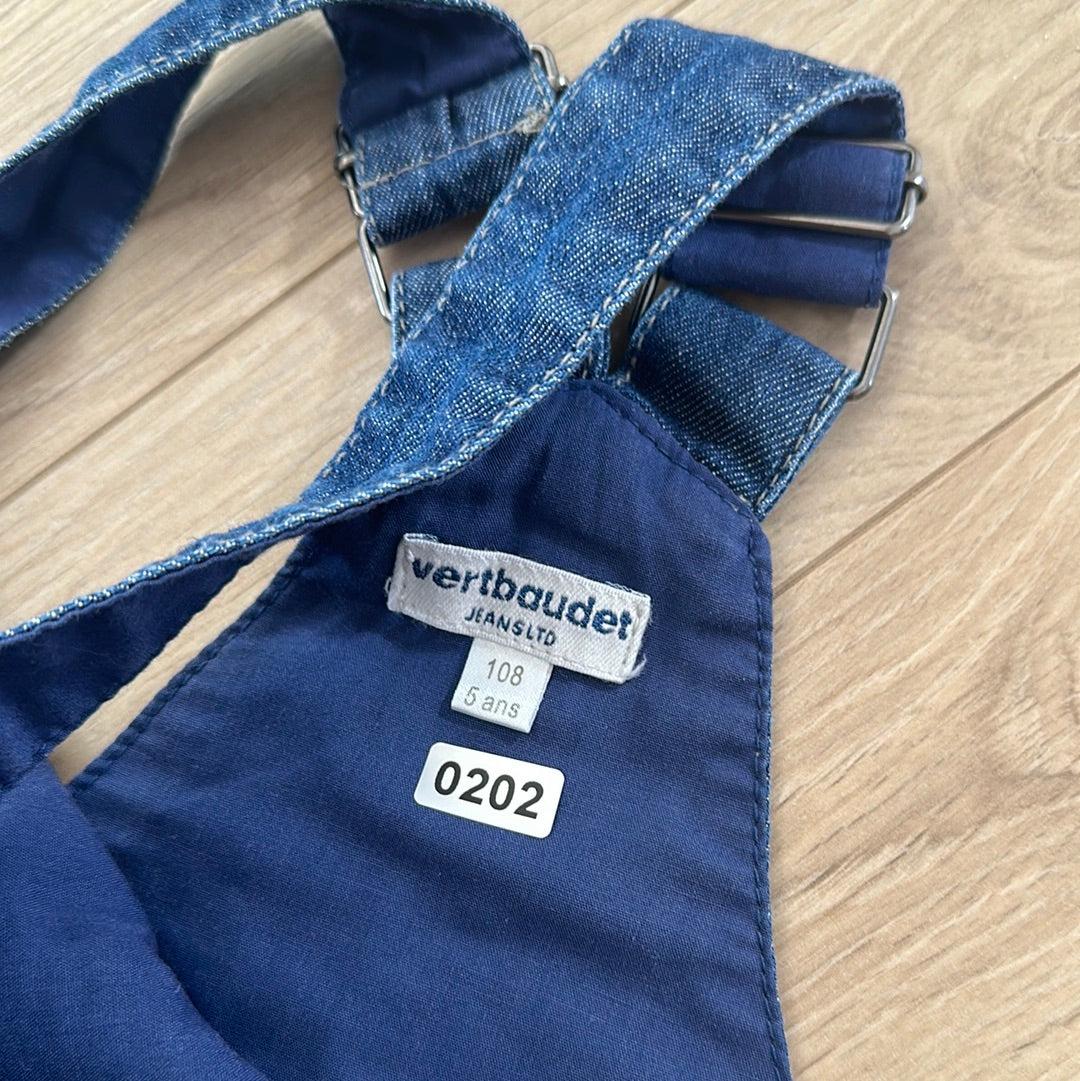 vertbaudet
JEANS LTD
108
5 ans
0202